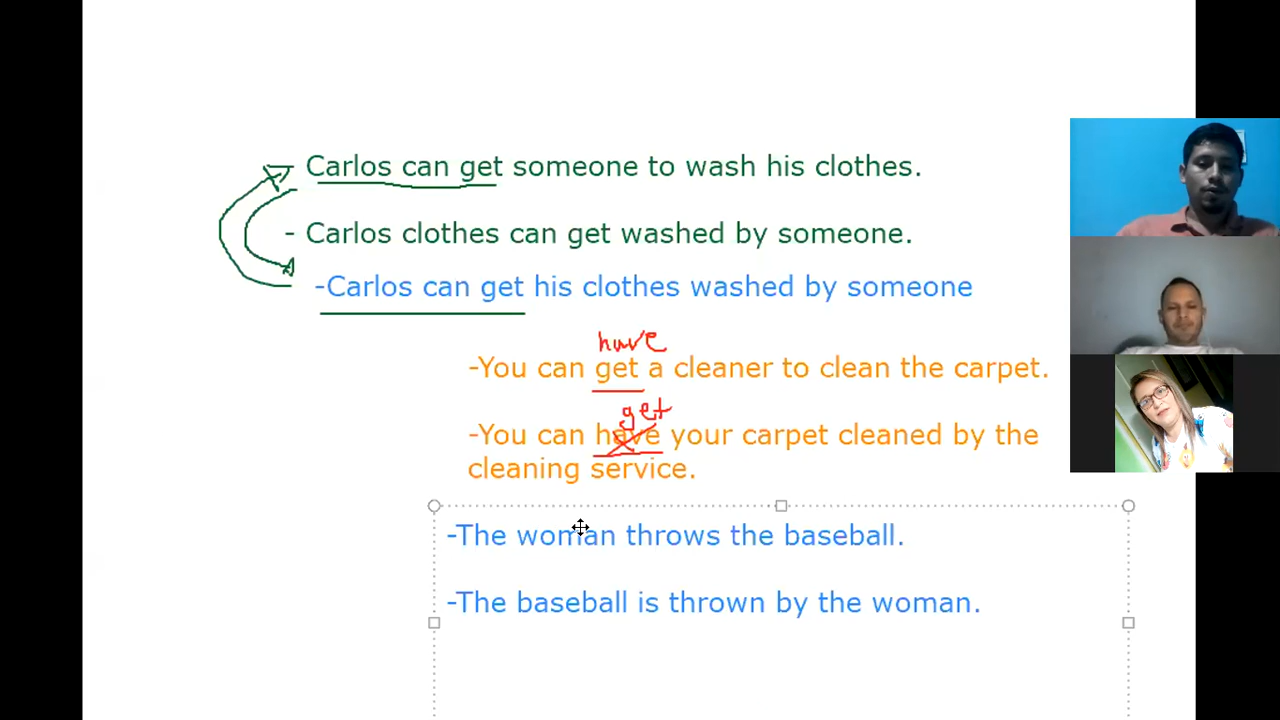 Carlos can get someone to wash his clothes.
- Carlos clothes can get washed by someone.
-Carlos can get his clothes washed by someone
have
-You can get a cleaner to clean the carpet.
get
-You can have your carpet cleaned by the
cleaning service.
-The woman throws the baseball.
-The baseball is thrown by the woman.